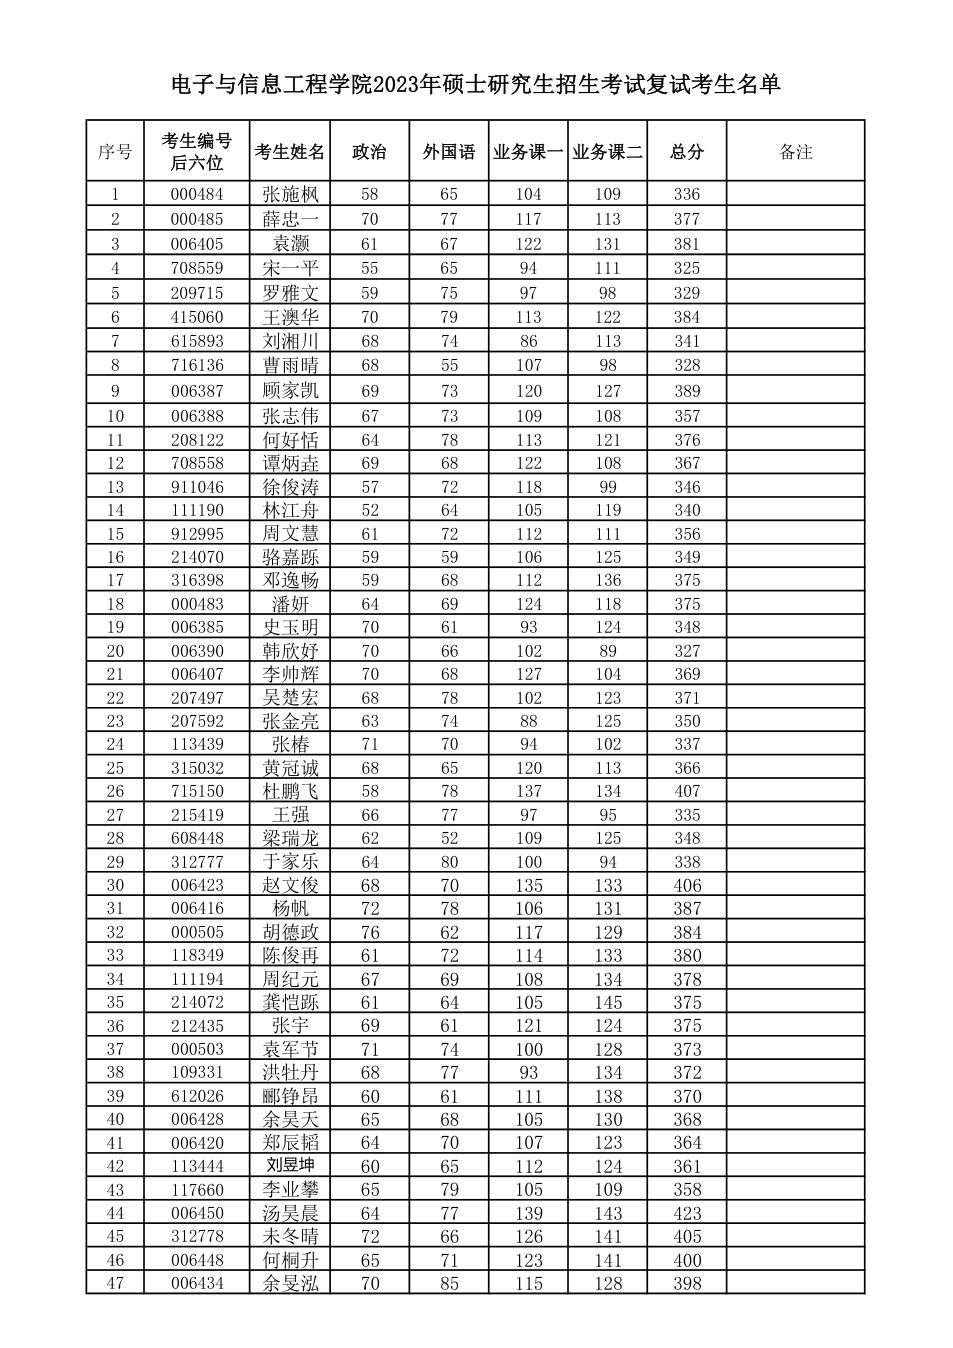 电子与信息工程学院2023年硕士研究生招生考试复试考生名单
序号 考生编号后六位 考生姓名 政治 外国语 业务课一 业务课二 总分 备注
1 000484 张施枫 58 65 104 109 336
2 000485 薛忠一 70 77 117 113 377
3 006405 袁灏 61 67 122 131 381
4 708559 宋一平 55 65 94 111 325
5 209715 罗雅文 59 75 97 98 329
6 415060 王澳华 70 79 113 122 384
7 615893 刘湘川 68 74 86 113 341
8 716136 曹雨晴 68 55 107 98 328
9 006387 顾家凯 69 73 120 127 389
10 006388 张志伟 67 73 109 108 357
11 208122 何好恬 64 78 113 121 376
12 708558 谭炳垚 69 68 122 108 367
13 911046 徐俊涛 57 72 118 99 346
14 111190 林江舟 52 64 105 119 340
15 912995 周文慧 61 72 112 111 356
16 214070 骆嘉跞 59 59 106 125 349
17 316398 邓逸畅 59 68 112 136 375
18 000483 潘妍 64 69 124 118 375
19 006385 史玉明 70 61 93 124 348
20 006390 韩欣妤 70 66 102 89 327
21 006407 李帅辉 70 68 127 104 369
22 207497 吴楚宏 68 78 102 123 371
23 207592 张金亮 63 74 88 125 350
24 113439 张椿 71 70 94 102 337
25 315032 黄冠诚 68 65 120 113 366
26 715150 杜鹏飞 58 78 137 134 407
27 215419 王强 66 77 97 95 335
28 608448 梁瑞龙 62 52 109 125 348
29 312777 于家乐 64 80 100 94 338
30 006423 赵文俊 68 70 135 133 406
31 006416 杨帆 72 78 106 131 387
32 000505 胡德政 76 62 117 129 384
33 118349 陈俊再 61 72 114 133 380
34 111194 周纪元 67 69 108 134 378
35 214072 龚恺跞 61 64 105 145 375
36 212435 张宇 69 61 121 124 375
37 000503 袁军节 71 74 100 128 373
38 109331 洪牡丹 68 77 93 134 372
39 612026 郦铮昂 60 61 111 138 370
40 006428 余昊天 65 68 105 130 368
41 006420 郑辰韬 64 70 107 123 364
42 113444 刘昱坤 60 65 112 124 361
43 117660 李业攀 65 79 105 109 358
44 006450 汤昊晨 64 77 139 143 423
45 312778 未冬晴 72 66 126 141 405
46 006448 何桐升 65 71 123 141 400
47 006434 余旻泓 70 85 115 128 398